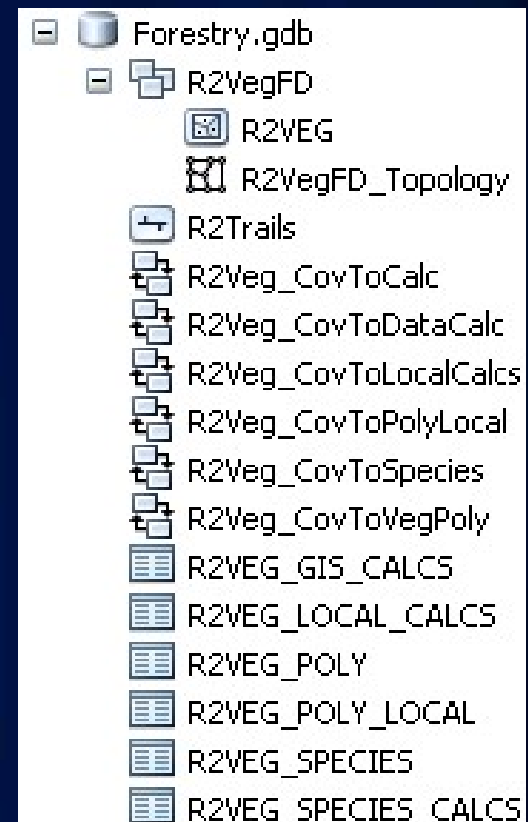 Forestry.gdb
R2VegFD
R2VEG
R2VegFD_Topology
R2Trails
R2Veg_CovToCalc
R2Veg_CovToDataCalc
R2Veg_CovToLocalCalcs
R2Veg_CovToPolyLocal
R2Veg_CovToSpecies
R2Veg_CovToVegPoly
R2VEG_GIS_CALCS
R2VEG_LOCAL_CALCS
R2VEG_POLY
R2VEG_POLY_LOCAL
R2VEG_SPECIES
R2VEG_SPECIES_CALCS